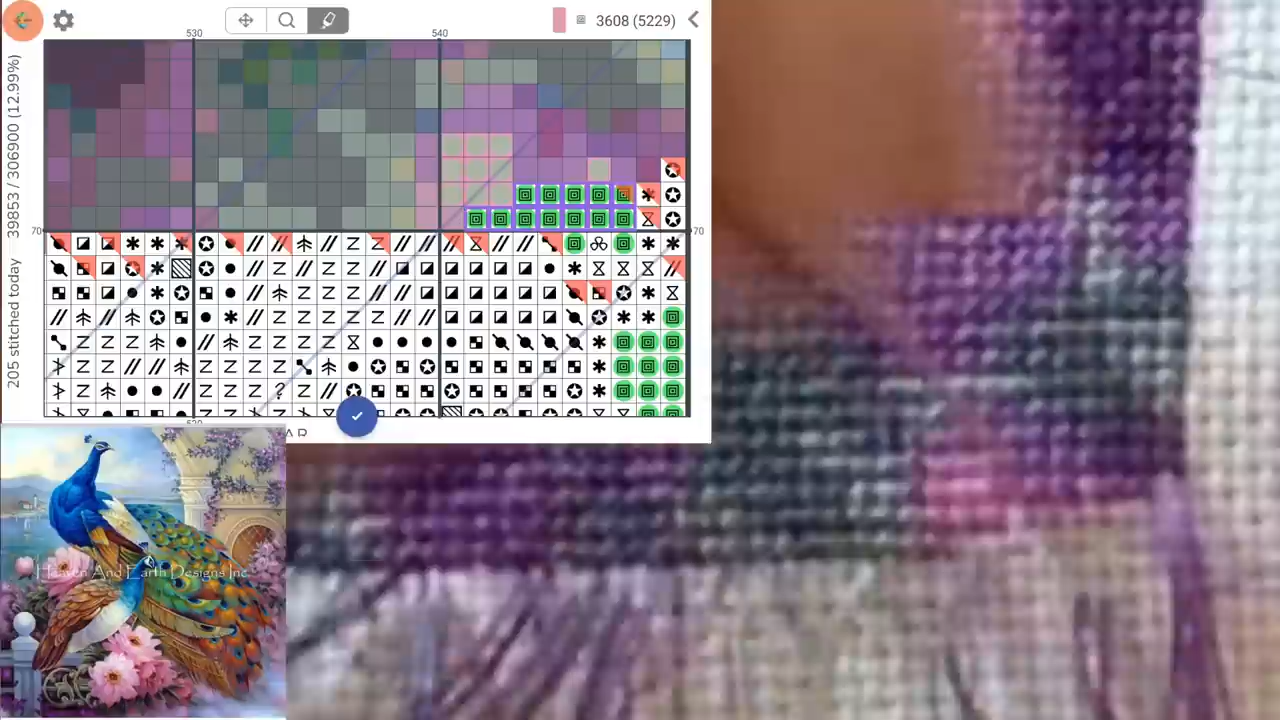 3608 (5229)
530
540
205 stitched today 39853 / 306900 (12.99%)
70
70
Heaven And Earth Designs Inc.